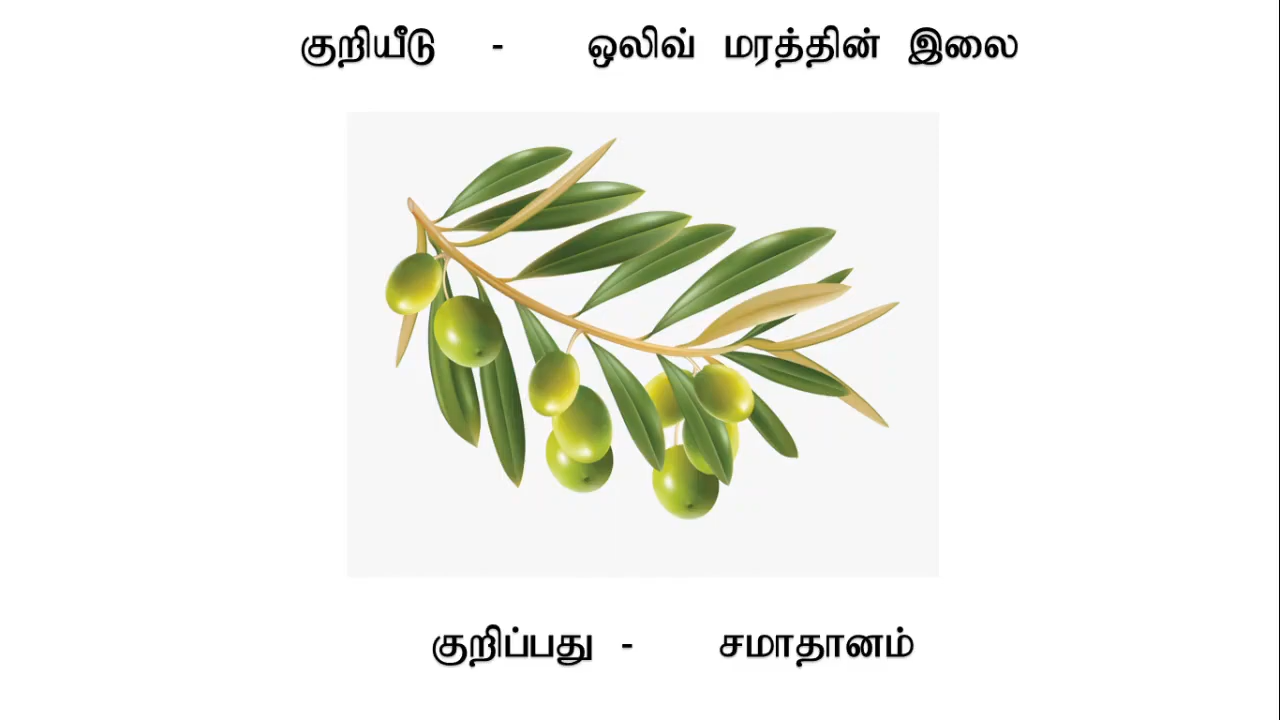 குறியீடு - ஒலிவ் மரத்தின் இலை
குறிப்பது - சமாதானம்